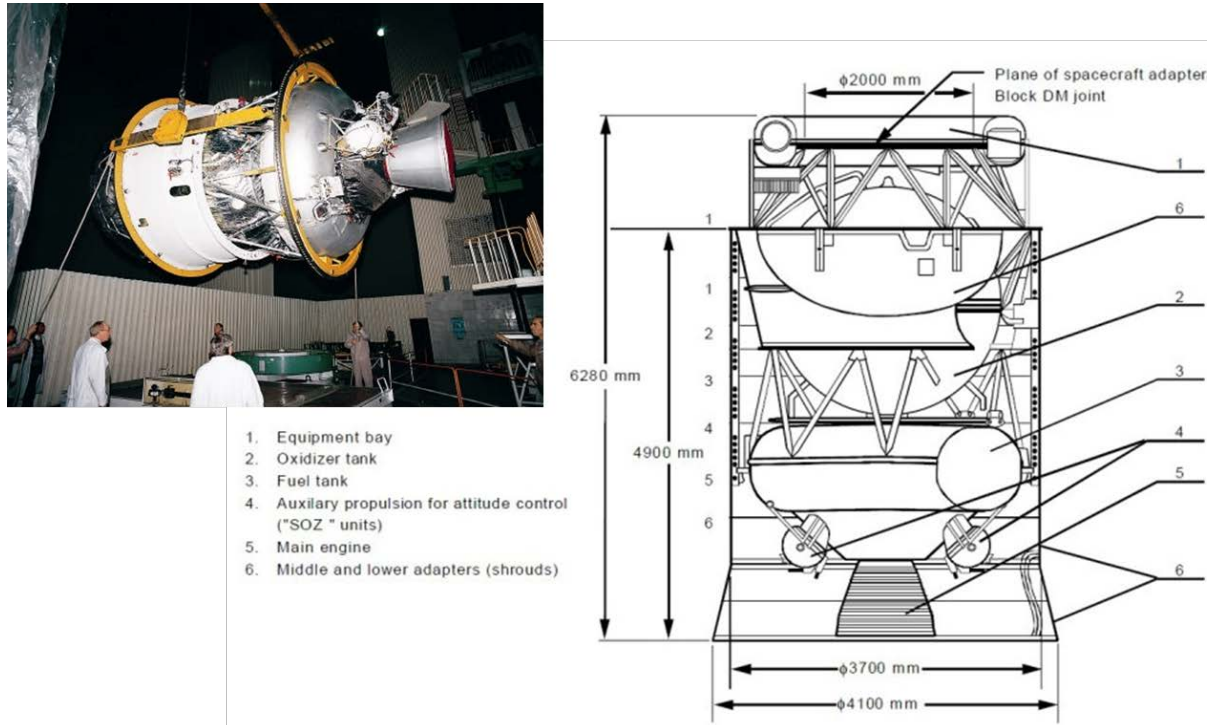 ϕ2000 mm
Plane of spacecraft adapter
Block DM joint
1
6
1
1
2
2
6280 mm
3
3
4
4
4900 mm
5
5
6
6
ϕ3700 mm
ϕ4100 mm
1. Equipment bay
2. Oxidizer tank
3. Fuel tank
4. Auxilary propulsion for attitude control
("SOZ " units)
5. Main engine
6. Middle and lower adapters (shrouds)